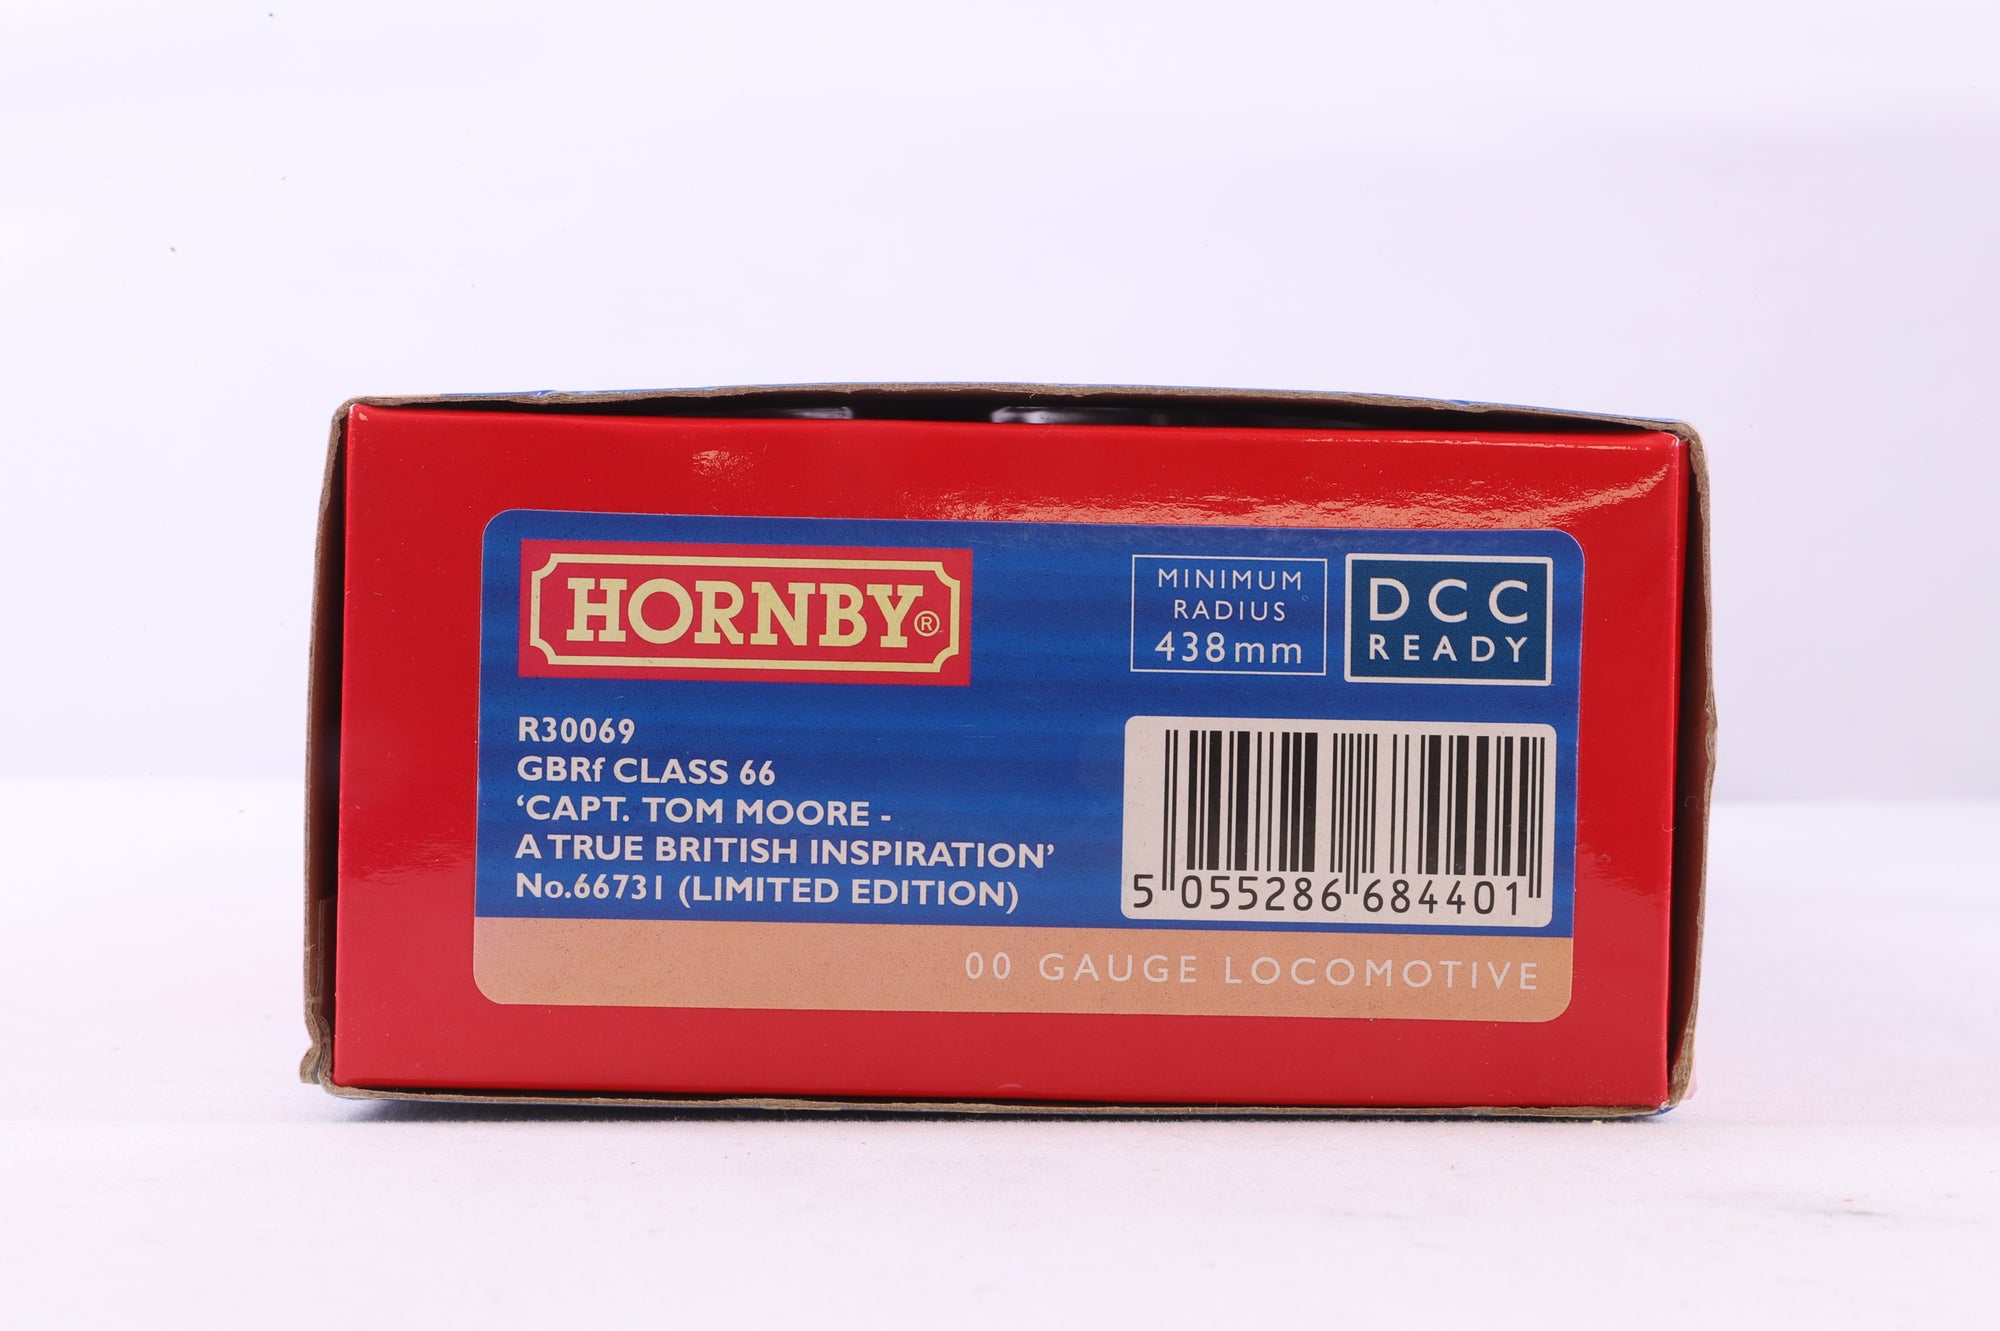 HORNBY®
MINIMUM
RADIUS
438mm
DCC
READY
R30069
GBRf CLASS 66
‘CAPT. TOM MOORE -
A TRUE BRITISH INSPIRATION’
No.66731 (LIMITED EDITION)
5 055286 684401
00 GAUGE LOCOMOTIVE